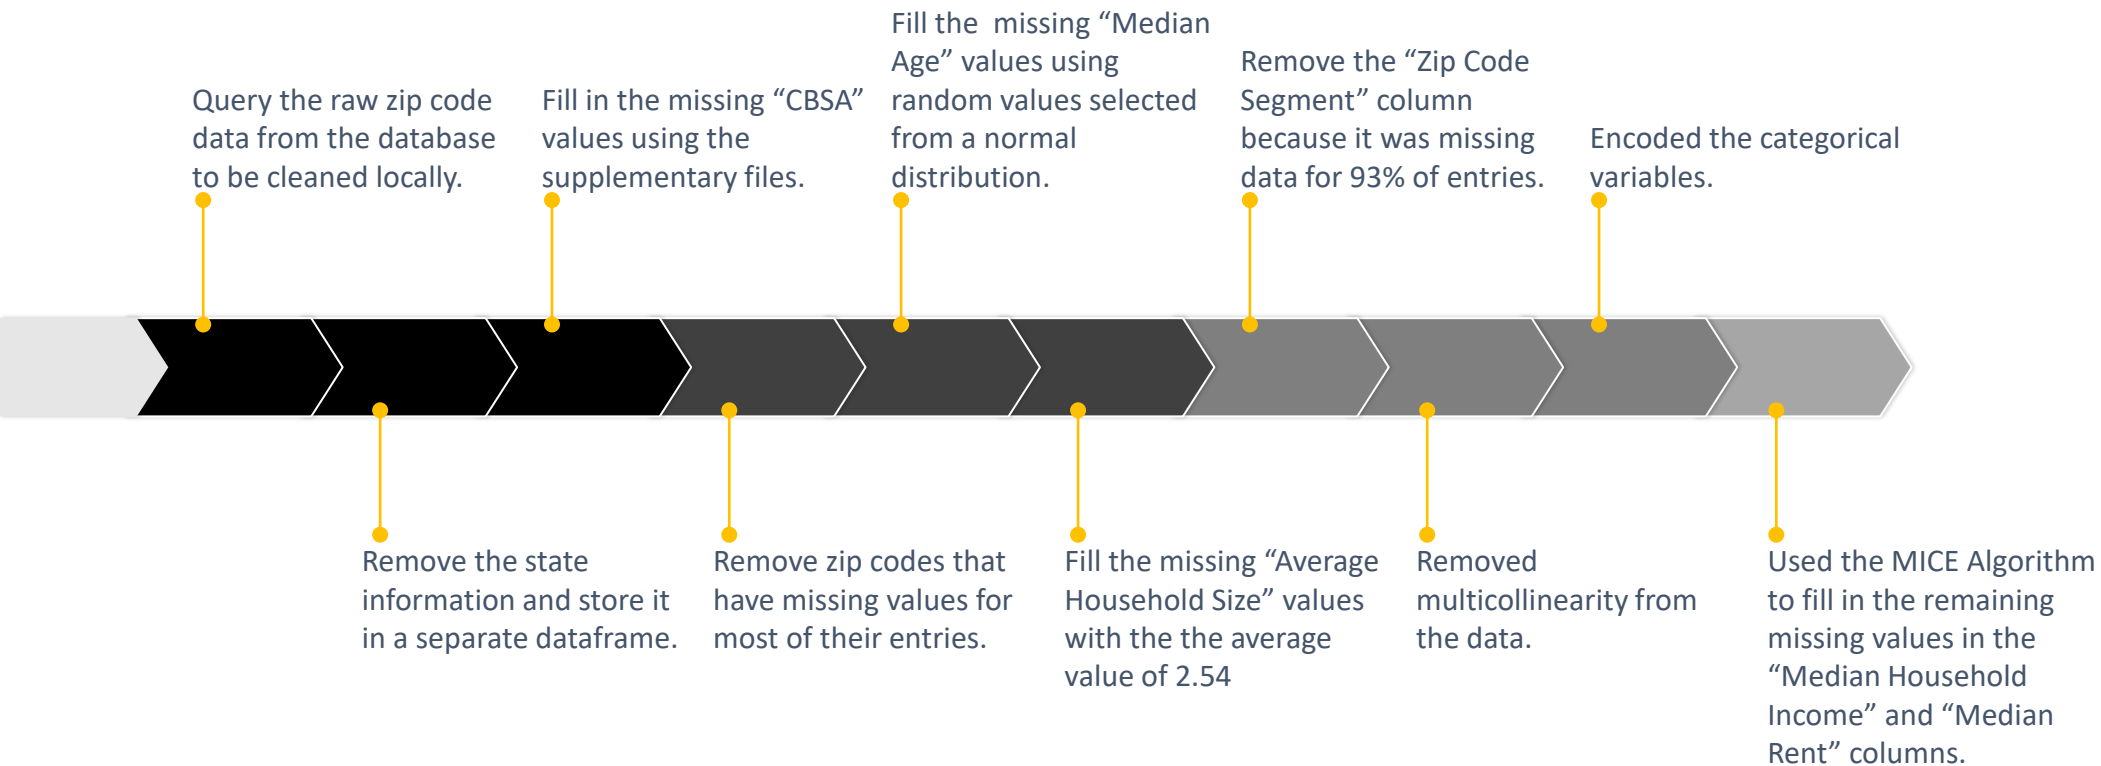 Query the raw zip code
data from the database
to be cleaned locally.
Remove the state
information and store it
in a separate dataframe.
Fill in the missing “CBSA”
values using the
supplementary files.
Remove zip codes that
have missing values for
most of their entries.
Fill the  missing “Median
Age” values using
random values selected
from a normal
distribution.
Fill the missing “Average
Household Size” values
with the the average
value of 2.54
Remove the “Zip Code
Segment” column
because it was missing
data for 93% of entries.
Removed
multicollinearity from
the data.
Encoded the categorical
variables.
Used the MICE Algorithm
to fill in the remaining
missing values in the
“Median Household
Income” and “Median
Rent” columns.